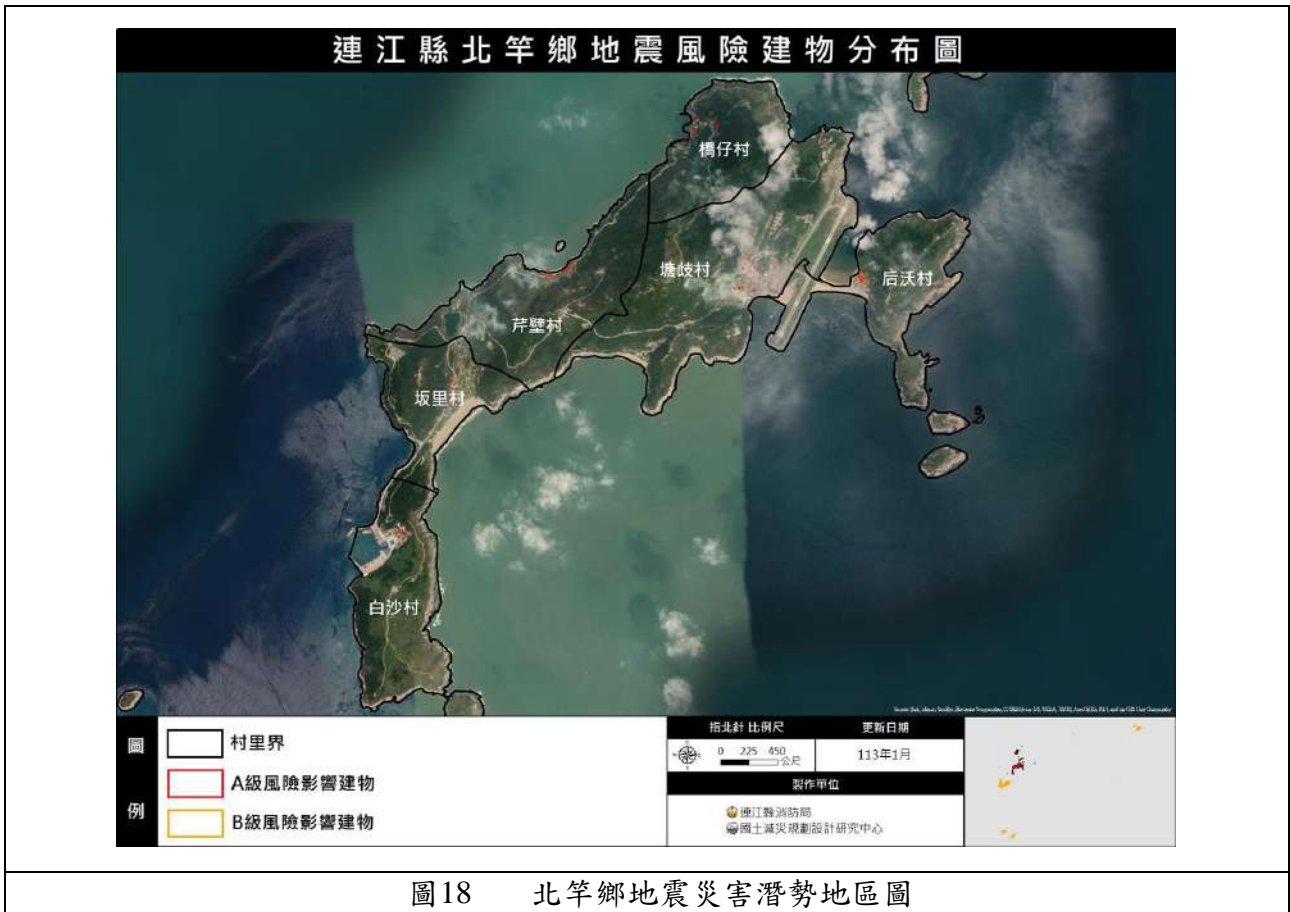 連江縣北竿鄉地震風險建物分布圖
橋仔村
塘歧村
后沃村
芹壁村
坂里村
白沙村
圖例
村里界
A級風險影響建物
B級風險影響建物
指北針 比例尺
0 225 450
公尺
更新日期
113年1月
製作單位
連江縣消防局
國土減災規劃設計研究中心
圖18 北竿鄉地震災害潛勢地區圖